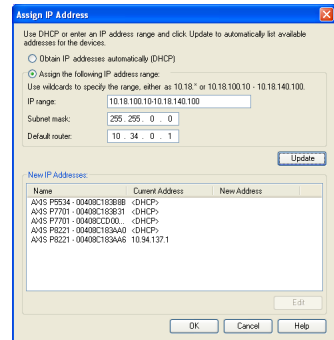 Assign IP Address
Use DHCP or enter an IP address range and click Update to automatically list available
addresses for the devices.
Obtain IP addresses automatically (DHCP)
Assign the following IP address range:
Use wildcards to specify the range, either as 10.18.* or 10.18.100.10 - 10.18.140.100.
IP range: 10.18.100.10-10.18.140.100
Subnet mask: 255 . 255 . 0 . 0
Default router: 10 . 34 . 0 . 1
Update
New IP Addresses:
Name Current Address New Address
AXIS P5534 - 00408C183B8B <DHCP>
AXIS P7701 - 00408C183B31 <DHCP>
AXIS P7701 - 00408CCD00... <DHCP>
AXIS P8221 - 00408C183AA0 <DHCP>
AXIS P8221 - 00408C183AA6 10.94.137.1
Edit
OK Cancel Help